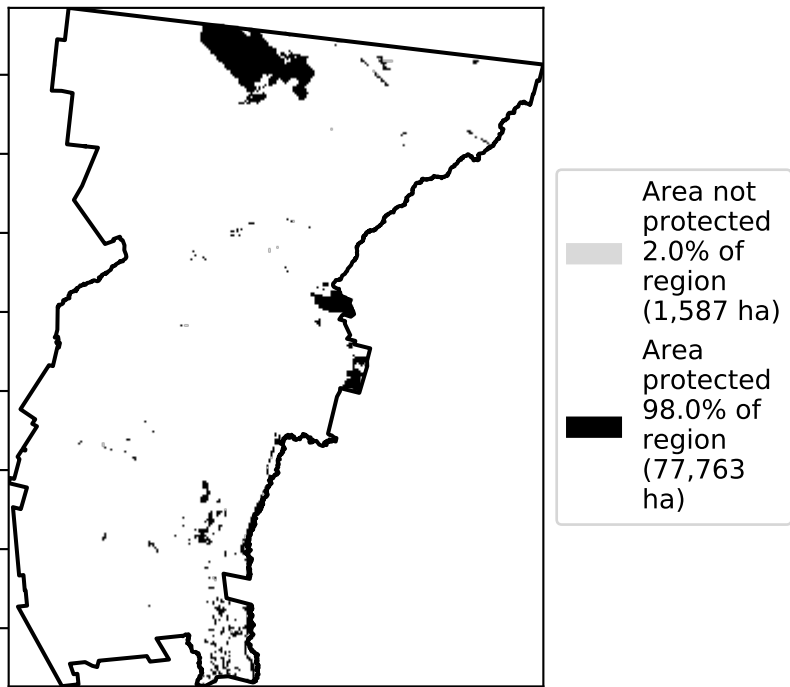 Area not
protected
2.0% of
region
(1,587 ha)
Area
protected
98.0% of
region
(77,763
ha)